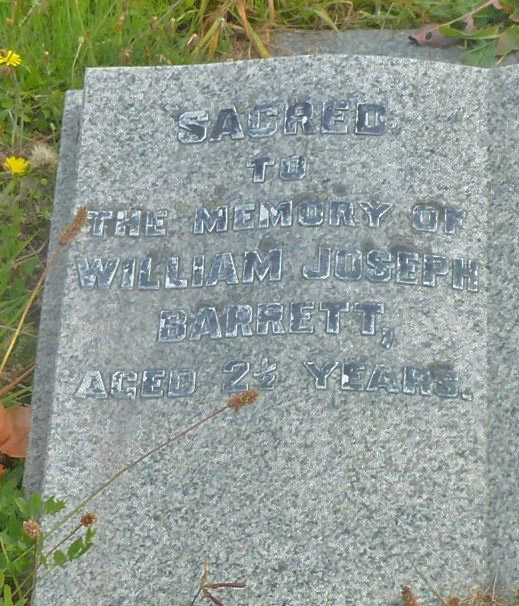 SACRED
TO
THE MEMORY OF
WILLIAM JOSEPH
BARRETT,
AGED 2½ YEARS.